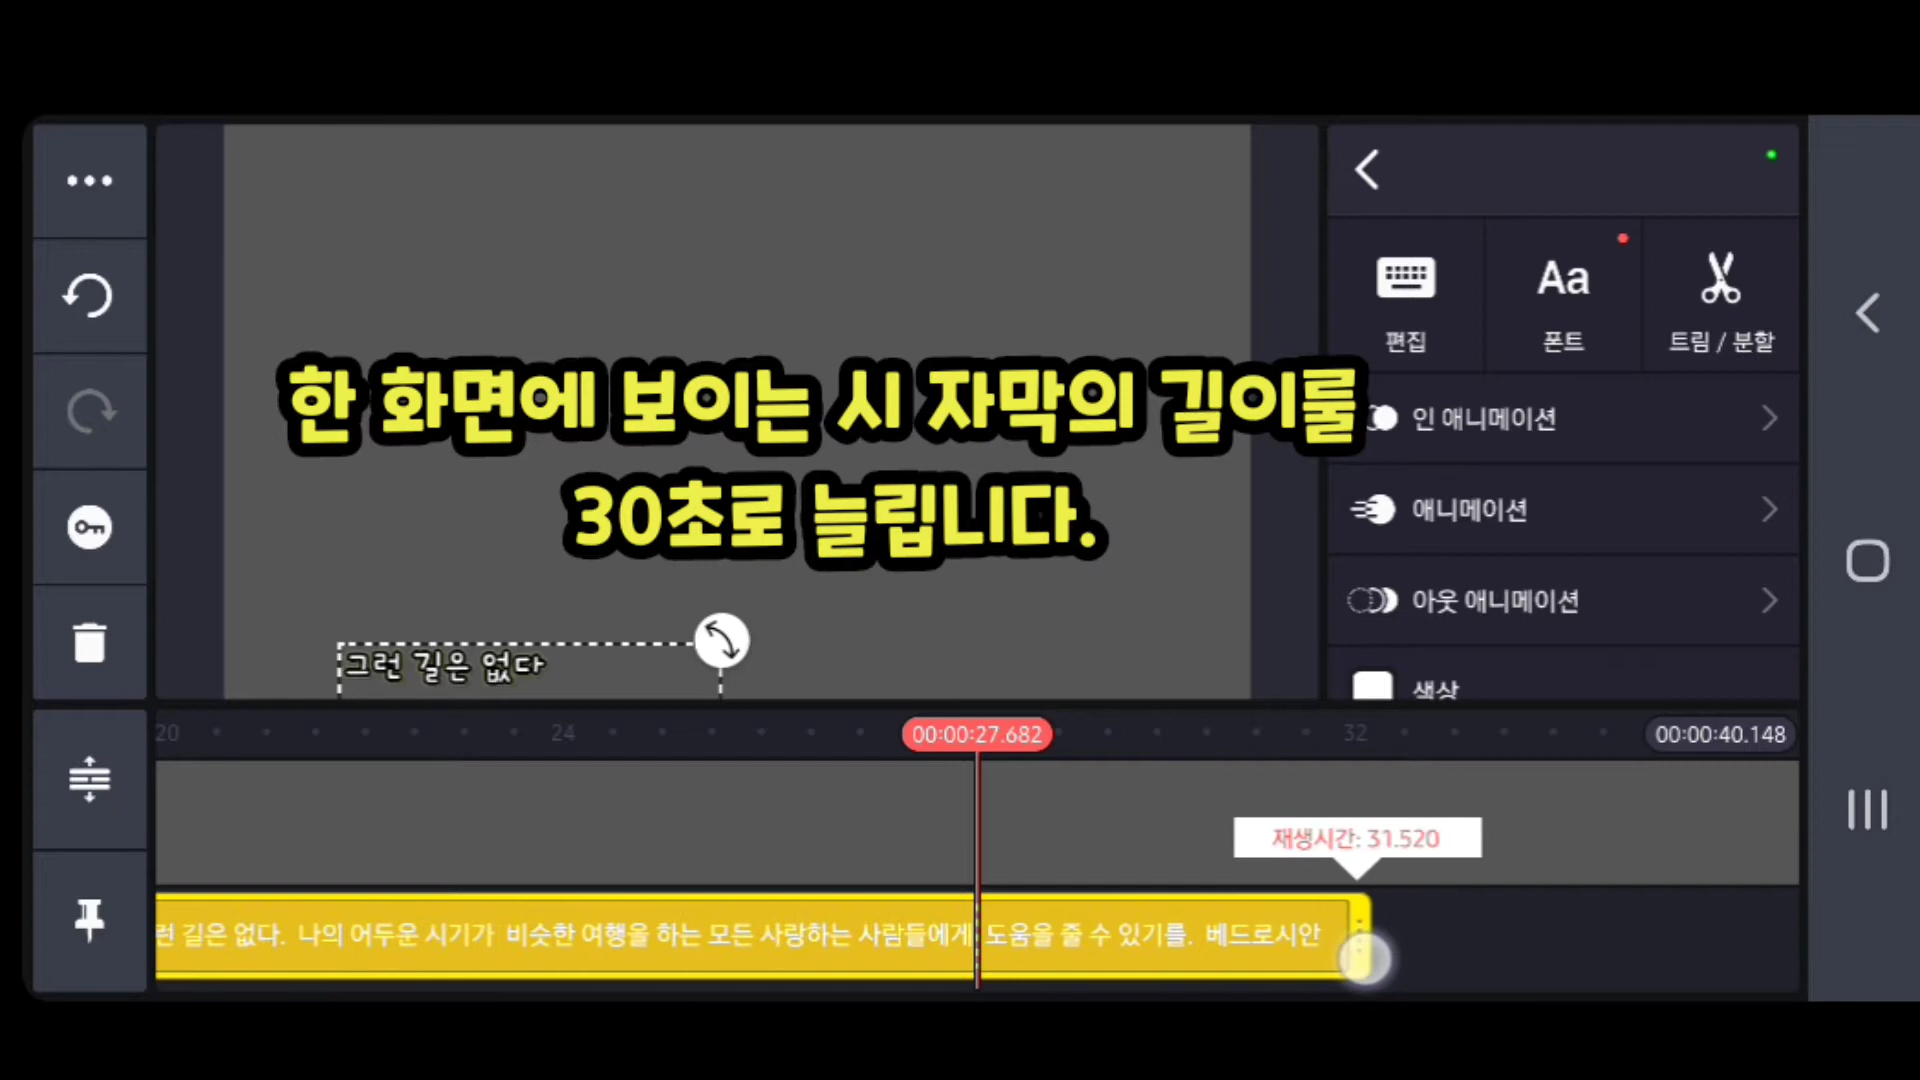 편집
Aa
폰트
트림 / 분할
한 화면에 보이는 시 자막의 길이룰
30초로 늘립니다.
인 애니메이션
애니메이션
아웃 애니메이션
색상
그런 길은 없다
20
24
00:00:27.682
32
00:00:40.148
재생시간: 31.520
런 길은 없다. 나의 어두운 시기가 비슷한 여행을 하는 모든 사랑하는 사람들에게 도움을 줄 수 있기를. 베드로시안